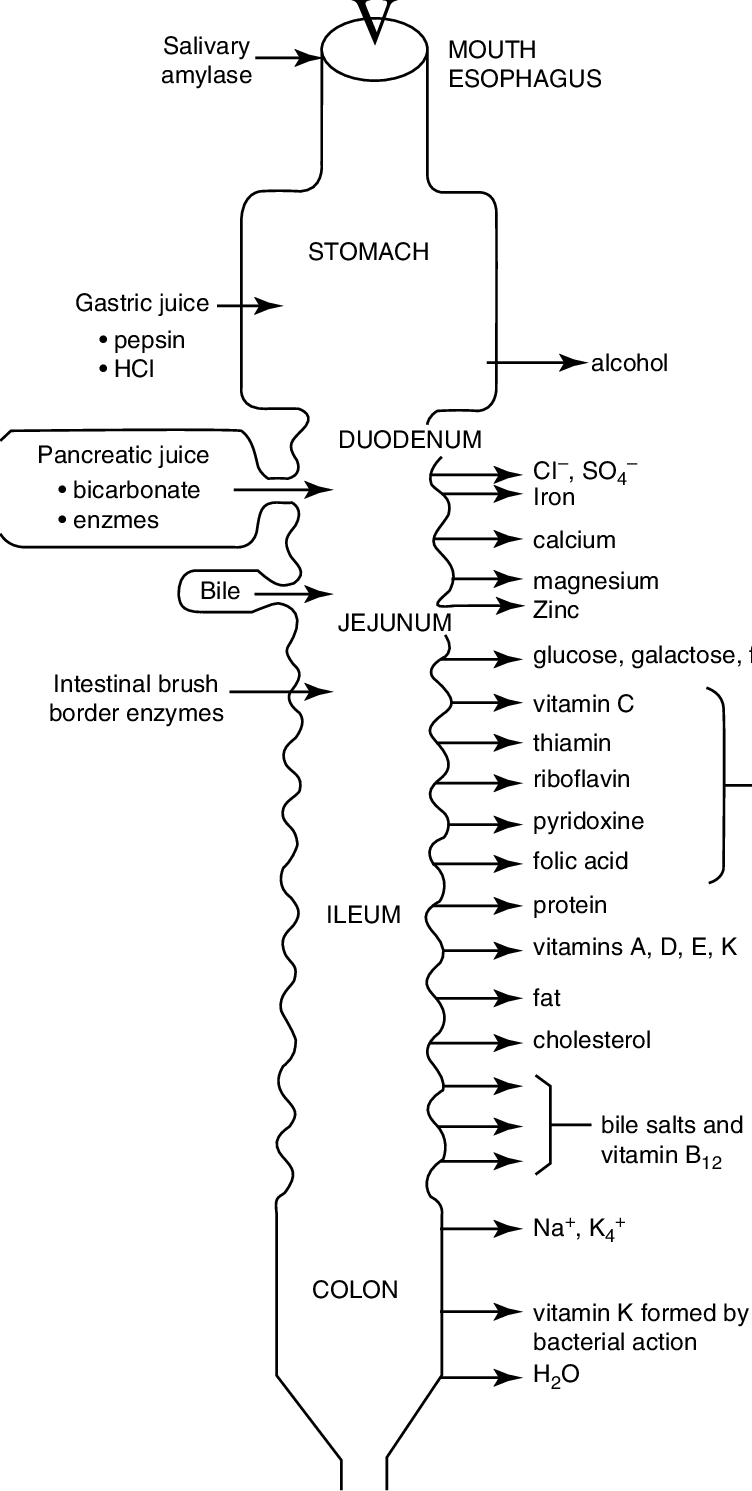 Salivary
amylase
MOUTH
ESOPHAGUS
STOMACH
Gastric juice
• pepsin
• HCl
alcohol
DUODENUM
Pancreatic juice
• bicarbonate
• enzmes
Cl⁻, SO₄⁻
Iron
calcium
magnesium
Zinc
Bile
JEJUNUM
glucose, galactose,
Intestinal brush
border enzymes
vitamin C
thiamin
riboflavin
pyridoxine
folic acid
protein
ILEUM
vitamins A, D, E, K
fat
cholesterol
bile salts and
vitamin B₁₂
Na⁺, K₄⁺
COLON
vitamin K formed by
bacterial action
H₂O